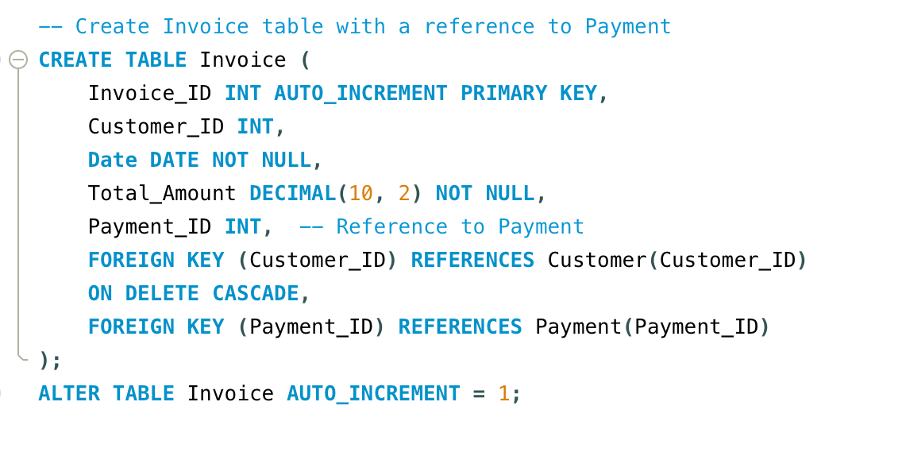 -- Create Invoice table with a reference to Payment
CREATE TABLE Invoice (
    Invoice_ID INT AUTO_INCREMENT PRIMARY KEY,
    Customer_ID INT,
    Date DATE NOT NULL,
    Total_Amount DECIMAL(10, 2) NOT NULL,
    Payment_ID INT,  -- Reference to Payment
    FOREIGN KEY (Customer_ID) REFERENCES Customer(Customer_ID)
    ON DELETE CASCADE,
    FOREIGN KEY (Payment_ID) REFERENCES Payment(Payment_ID)
);
ALTER TABLE Invoice AUTO_INCREMENT = 1;